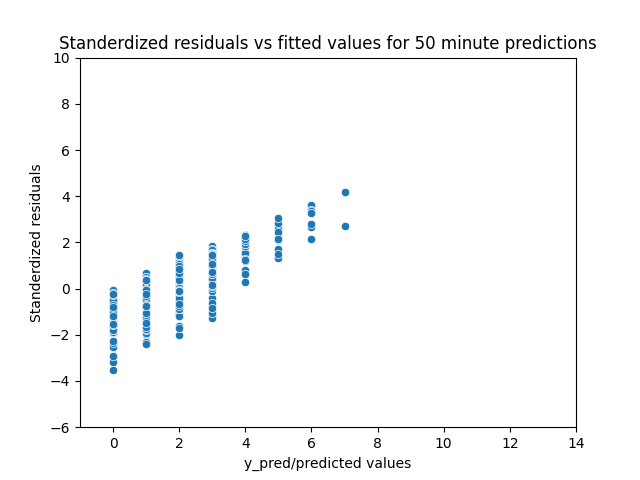 Standerdized residuals vs fitted values for 50 minute predictions
10
8
6
4
2
0
−2
−4
−6
Standerdized residuals
0 2 4 6 8 10 12 14
y_pred/predicted values